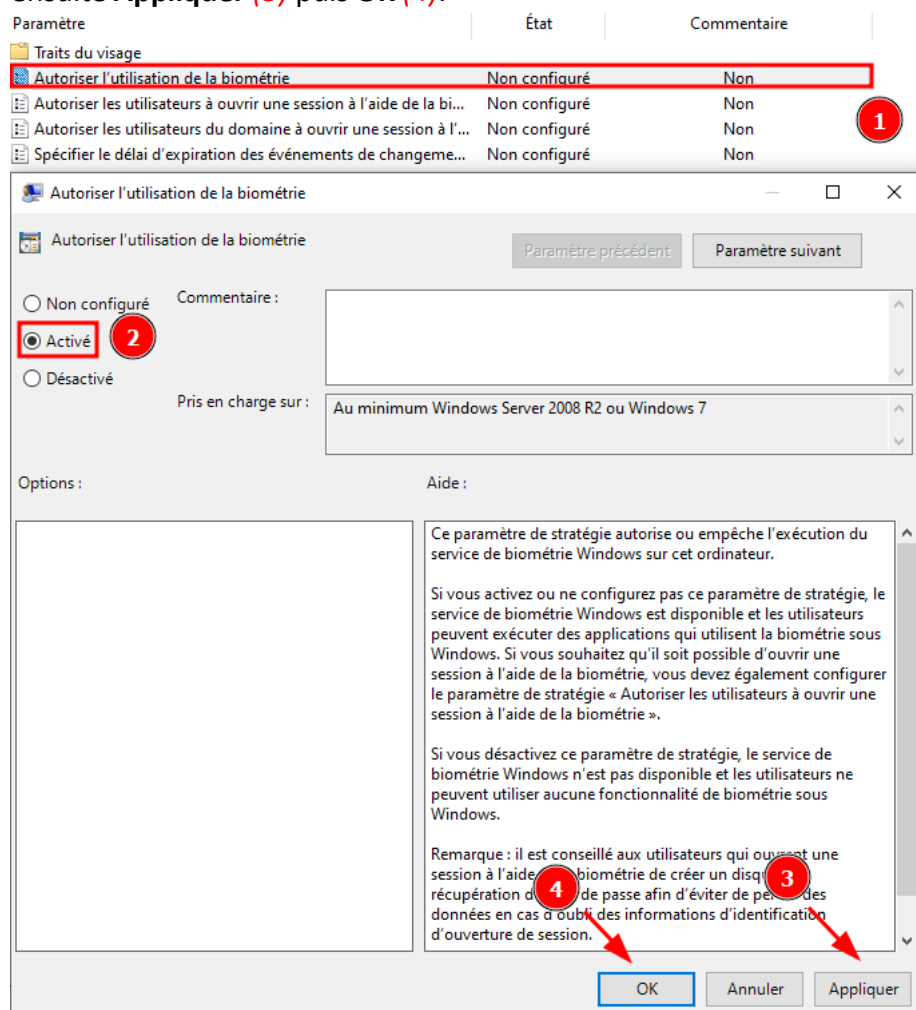 Paramètre État Commentaire
Traits du visage
Autoriser l'utilisation de la biométrie Non configuré Non
Autoriser les utilisateurs à ouvrir une session à l'aide de la bi... Non configuré Non
1
Autoriser les utilisateurs du domaine à ouvrir une session à l'... Non configuré Non
Spécifier le délai d'expiration des événements de changeme... Non configuré Non
Autoriser l'utilisation de la biométrie
Autoriser l'utilisation de la biométrie
Paramètre précédent Paramètre suivant
Non configuré Commentaire :
Activé 2
Désactivé
Pris en charge sur : Au minimum Windows Server 2008 R2 ou Windows 7
Options : Aide :
Ce paramètre de stratégie autorise ou empêche l'exécution du
service de biométrie Windows sur cet ordinateur.
Si vous activez ou ne configurez pas ce paramètre de stratégie, le
service de biométrie Windows est disponible et les utilisateurs
peuvent exécuter des applications qui utilisent la biométrie sous
Windows. Si vous souhaitez qu'il soit possible d'ouvrir une
session à l'aide de la biométrie, vous devez également configurer
le paramètre de stratégie « Autoriser les utilisateurs à ouvrir une
session à l'aide de la biométrie ».
Si vous désactivez ce paramètre de stratégie, le service de
biométrie Windows n'est pas disponible et les utilisateurs ne
peuvent utiliser aucune fonctionnalité de biométrie sous
Windows.
Remarque : il est conseillé aux utilisateurs qui ouvrent une
session à l'aide biométrie de créer un
récupération de passe afin d'éviter de des
données en cas d'oubli des informations d'identification
d'ouverture de session.
4 3
OK Annuler Appliquer